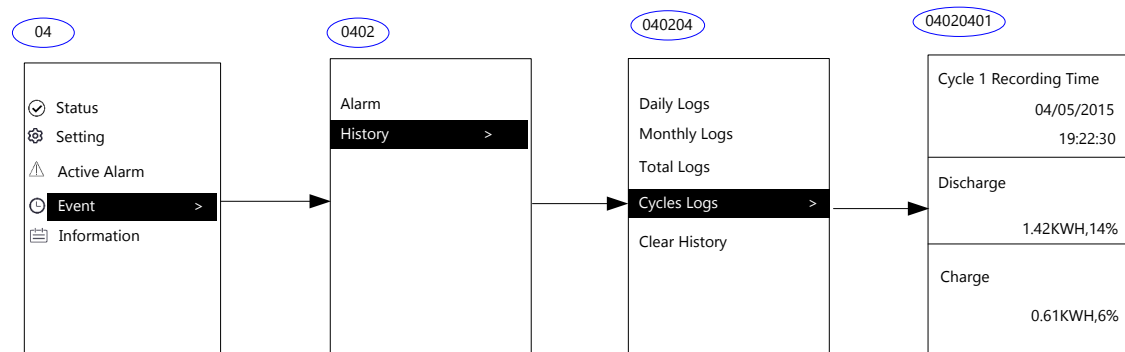 04
Status
Setting
Active Alarm
Event >
Information
0402
Alarm
History >
040204
Daily Logs
Monthly Logs
Total Logs
Cycles Logs >
Clear History
04020401
Cycle 1 Recording Time
04/05/2015
19:22:30
Discharge
1.42KWH,14%
Charge
0.61KWH,6%